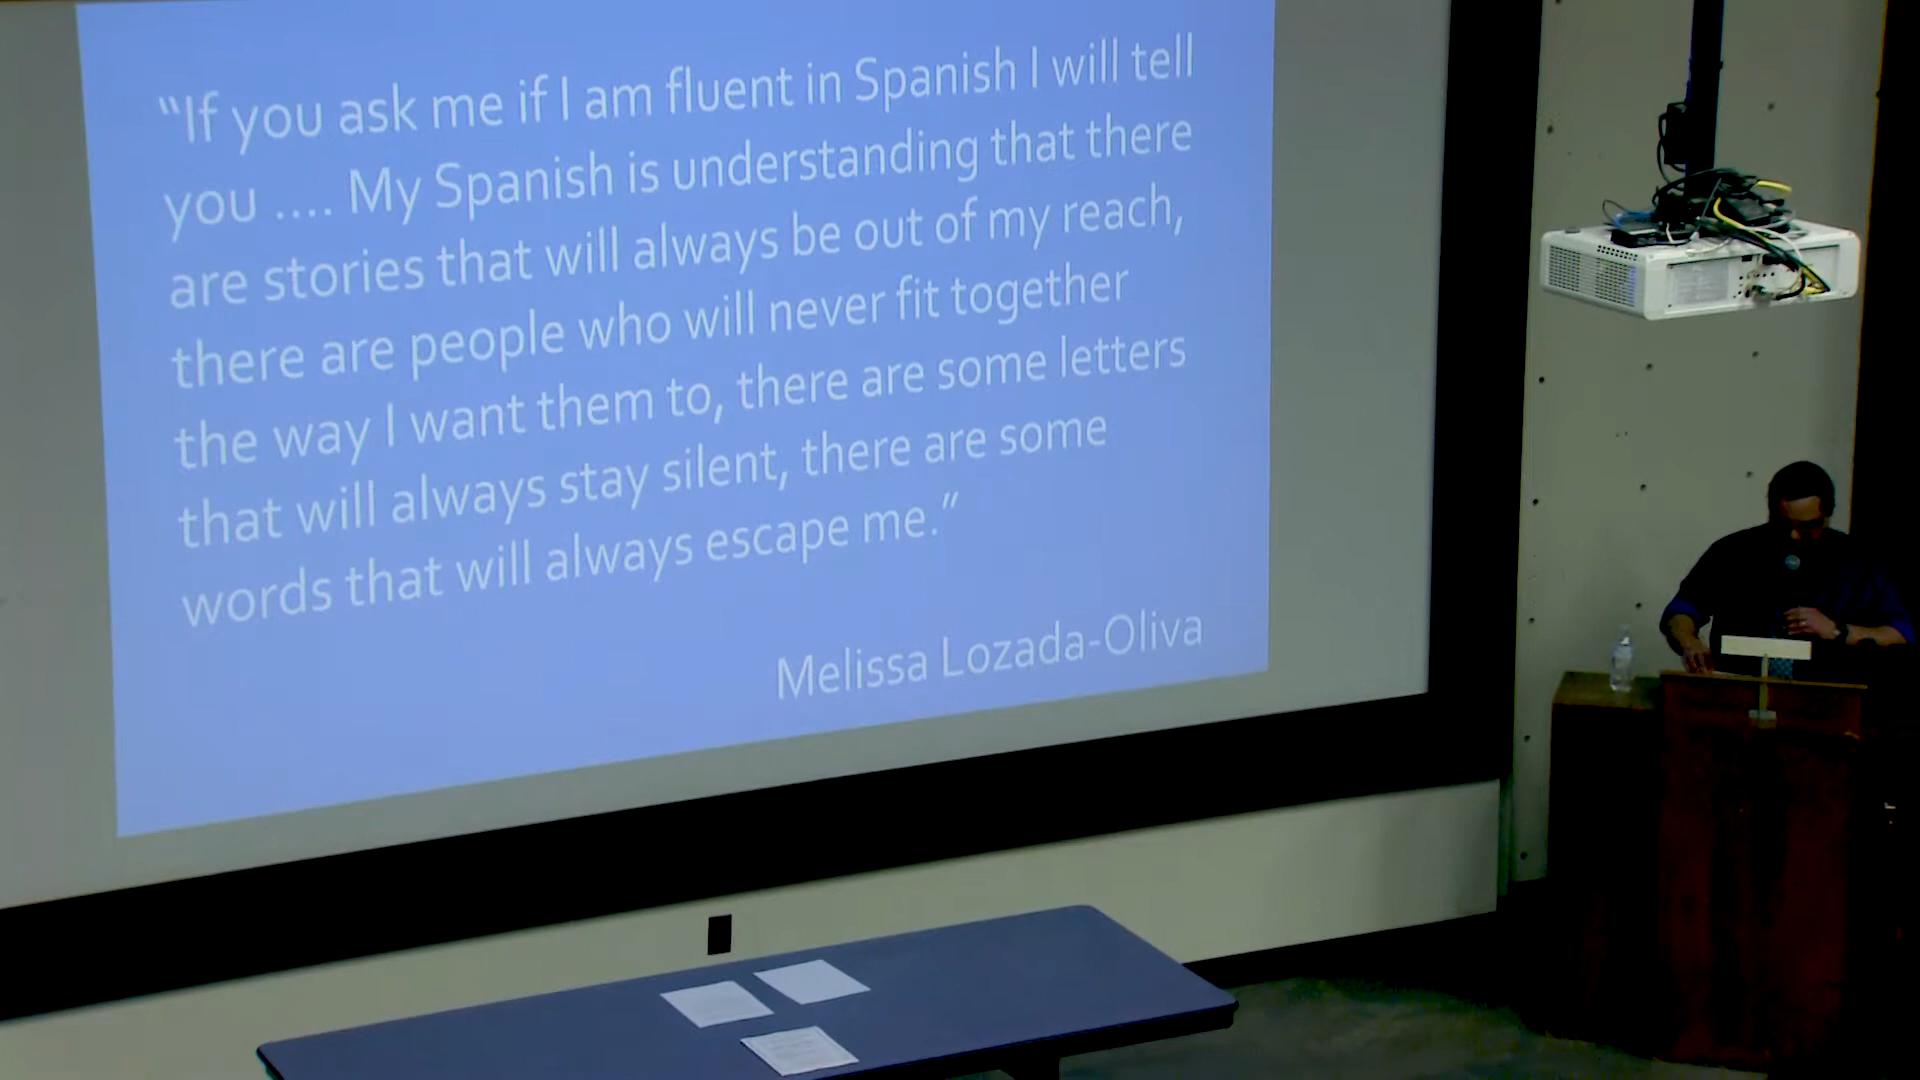 “If you ask me if I am fluent in Spanish I will tell
you .... My Spanish is understanding that there
are stories that will always be out of my reach,
there are people who will never fit together
the way I want them to, there are some letters
that will always stay silent, there are some
words that will always escape me.”
Melissa Lozada-Oliva